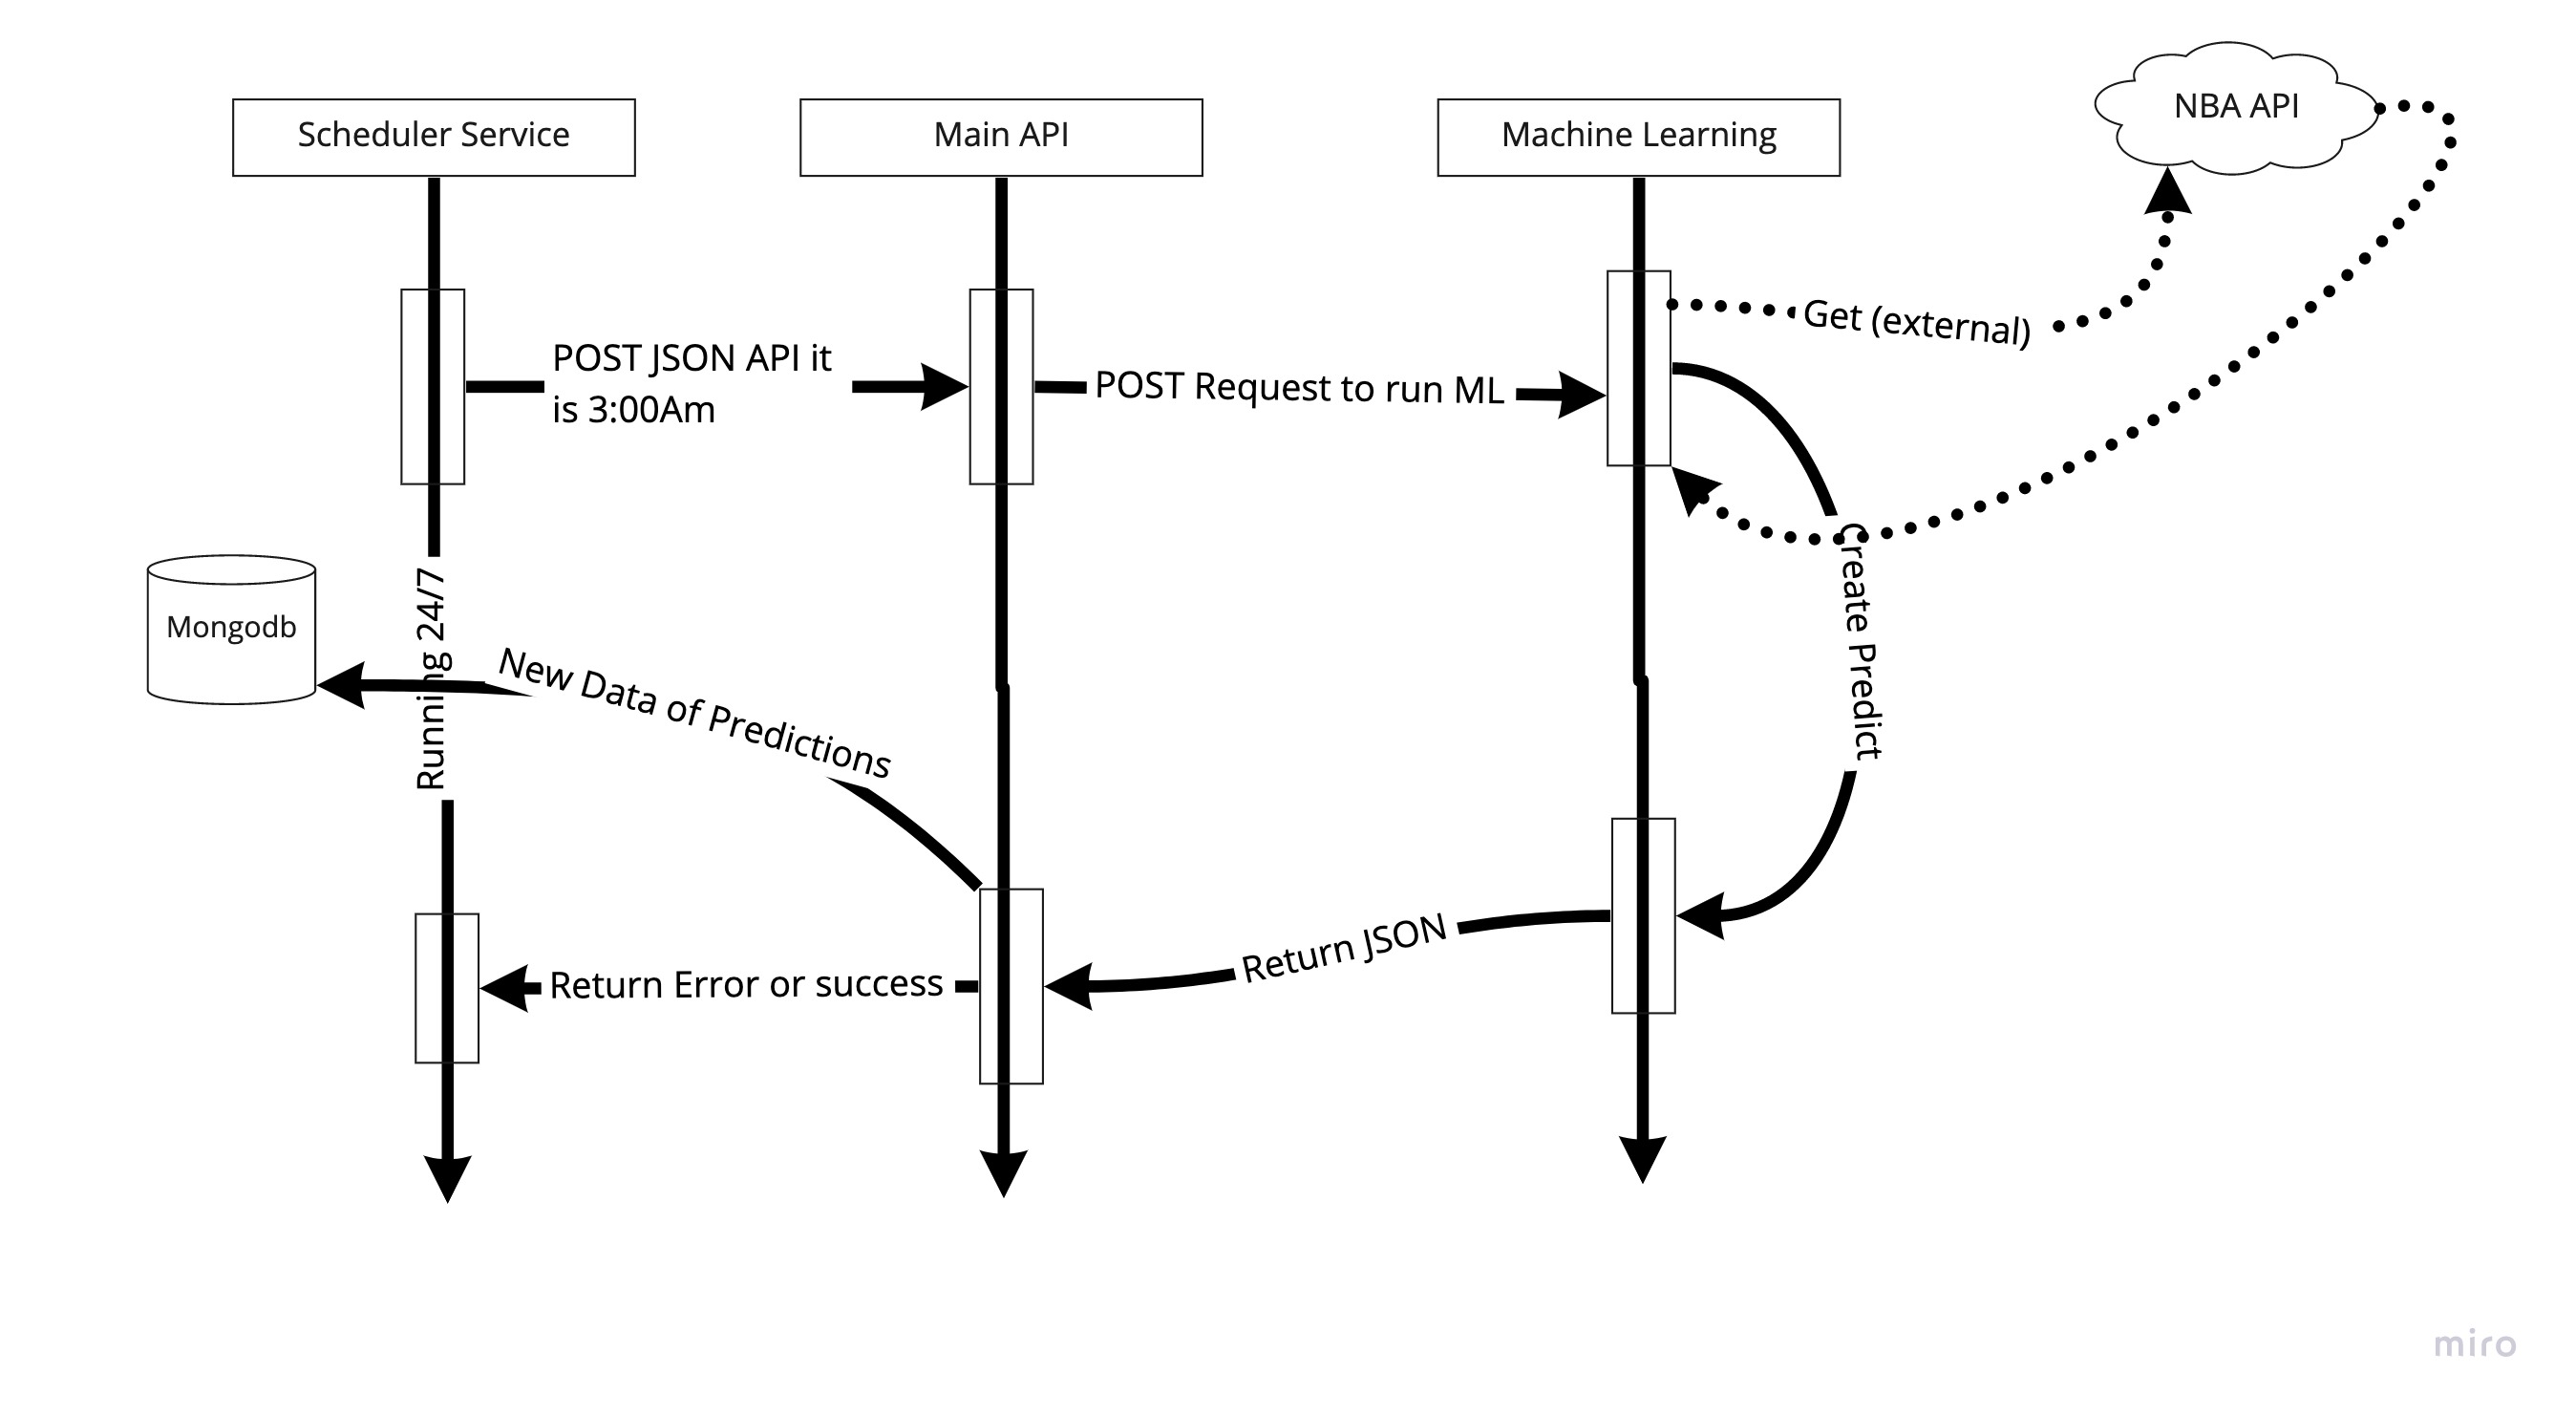 NBA API
Scheduler Service
Main API
Machine Learning
Get (external)
POST JSON API it
is 3:00Am
POST Request to run ML
Running 24/7
Mongodb
Create Predict
New Data of Predictions
Return JSON
Return Error or success
miro